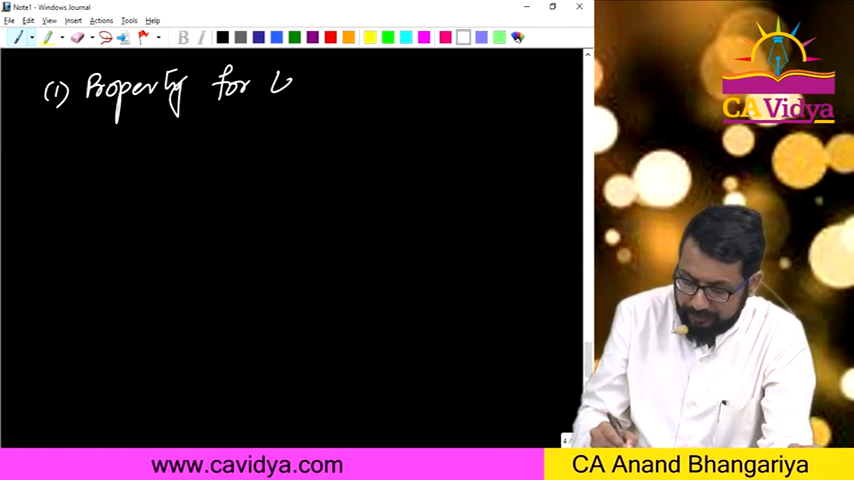 Note1 - Windows Journal
File Edit View Insert Actions Tools Help
B I
(1) Property for
CA Vidya
4 /
www.cavidya.com
CA Anand Bhangariya